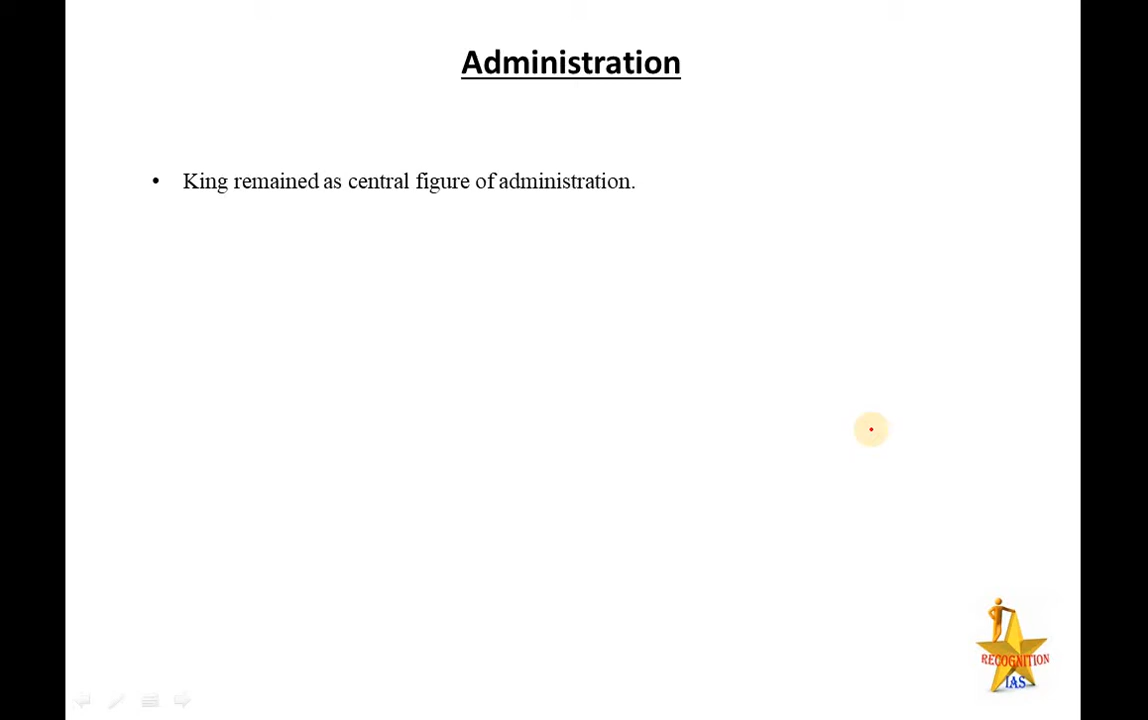 Administration
• King remained as central figure of administration.
RECOGNITION
IAS